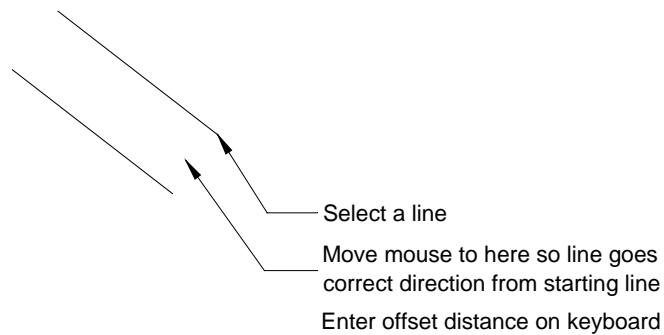 Select a line
Move mouse to here so line goes
correct direction from starting line
Enter offset distance on keyboard